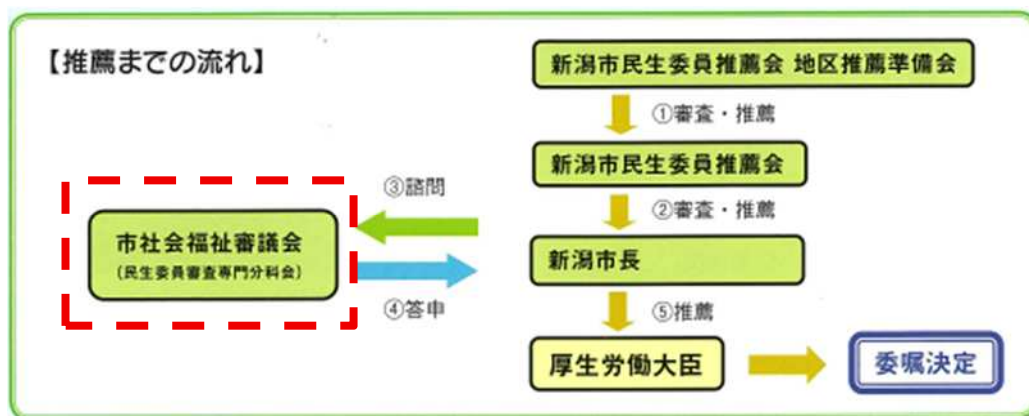 【推薦までの流れ】
新潟市民生委員推薦会 地区推薦準備会
①審査・推薦
新潟市民生委員推薦会
②審査・推薦
③諮問
市社会福祉審議会
(民生委員審査専門分科会)
新潟市長
④答申
⑤推薦
厚生労働大臣
委嘱決定